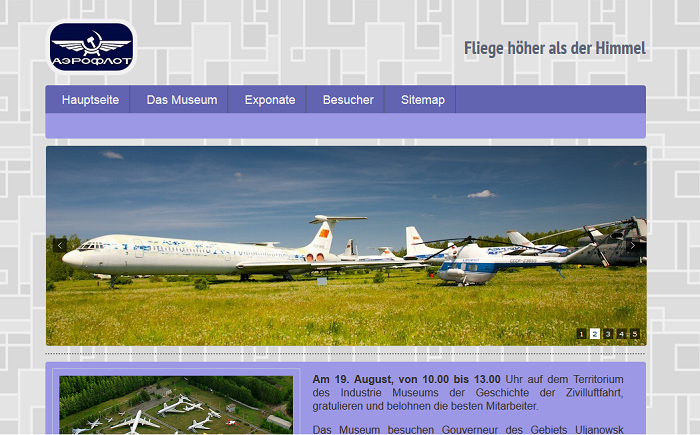 АЭРОФЛОТ
Fliege höher als der Himmel
Hauptseite
Das Museum
Exponate
Besucher
Sitemap
1 2 3 4 5
Am 19. August, von 10.00 bis 13.00 Uhr auf dem Territorium
des Industrie Museums der Geschichte der Zivilluftfahrt,
gratulieren und belohnen die besten Mitarbeiter.
Das Museum besuchen Gouverneur des Gebiets Uljanowsk